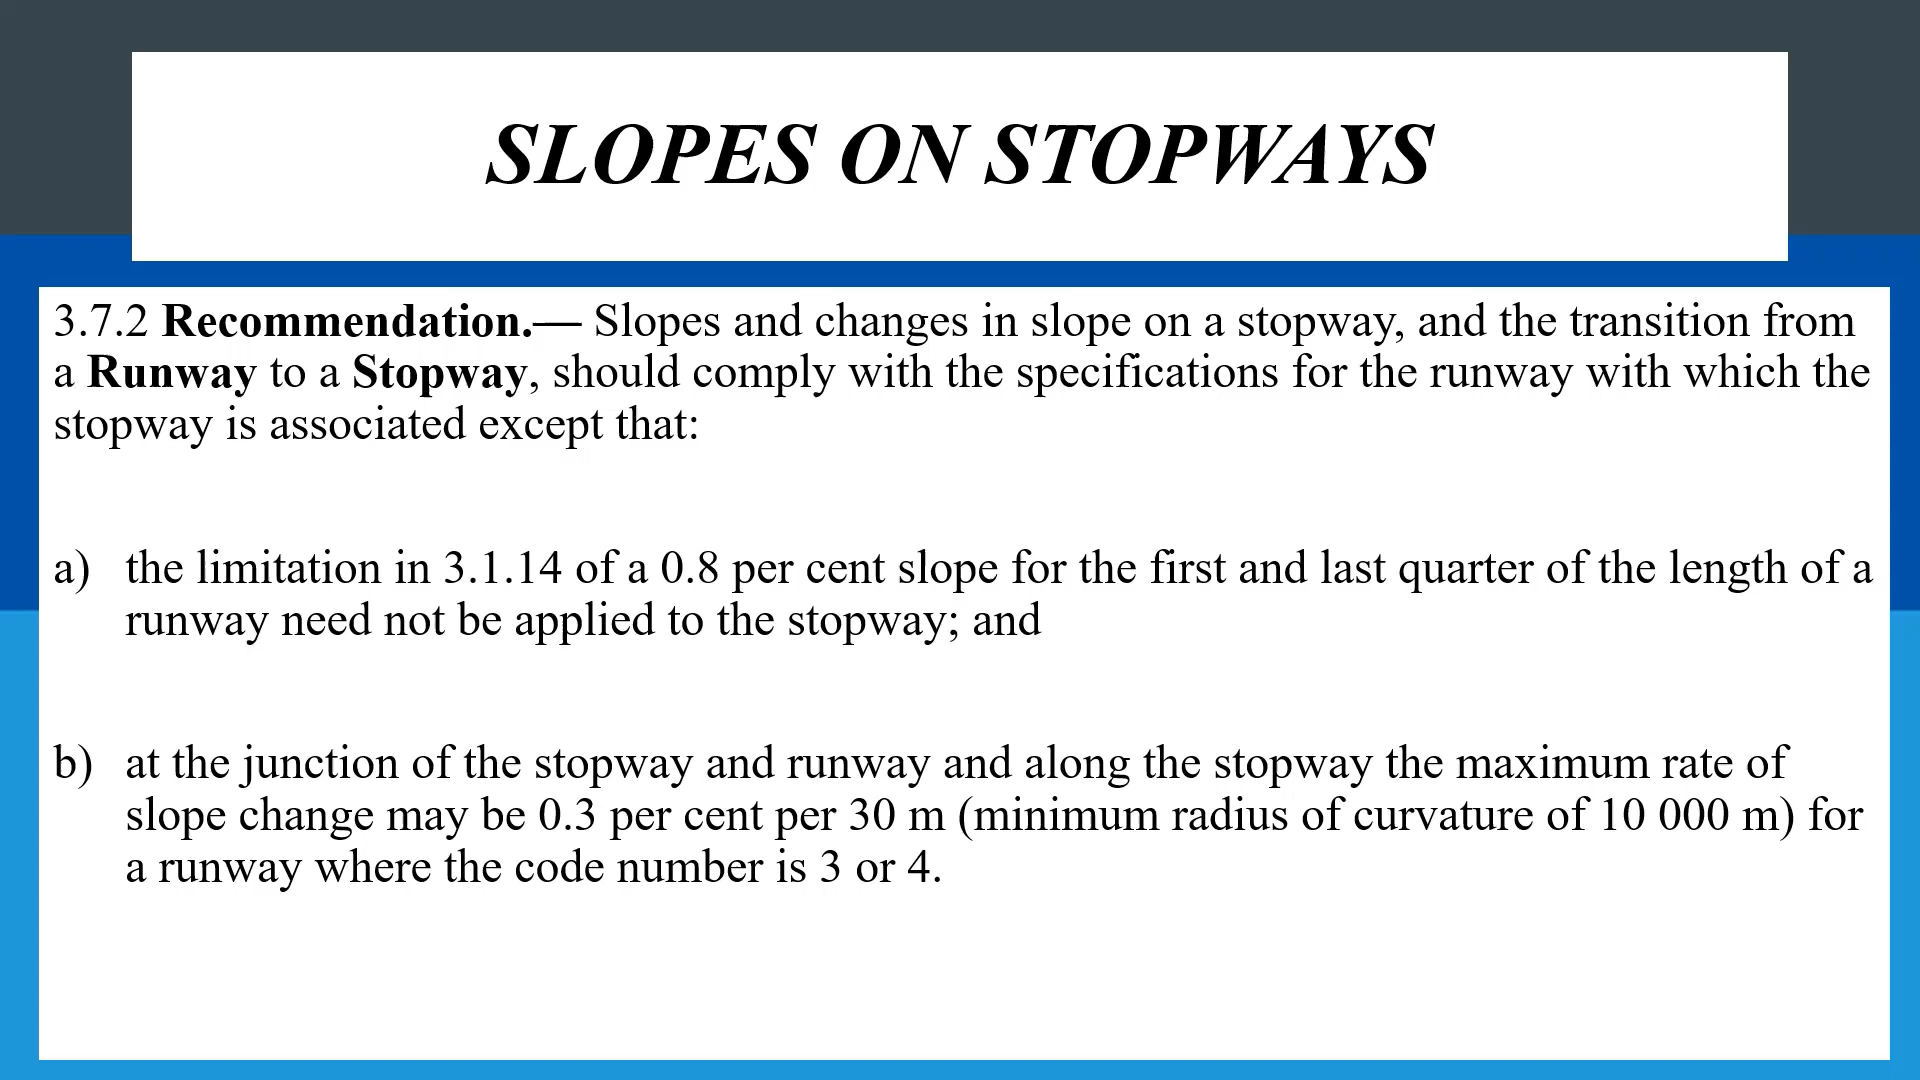 SLOPES ON STOPWAYS
3.7.2 Recommendation.— Slopes and changes in slope on a stopway, and the transition from
a Runway to a Stopway, should comply with the specifications for the runway with which the
stopway is associated except that:
a) the limitation in 3.1.14 of a 0.8 per cent slope for the first and last quarter of the length of a
runway need not be applied to the stopway; and
b) at the junction of the stopway and runway and along the stopway the maximum rate of
slope change may be 0.3 per cent per 30 m (minimum radius of curvature of 10 000 m) for
a runway where the code number is 3 or 4.